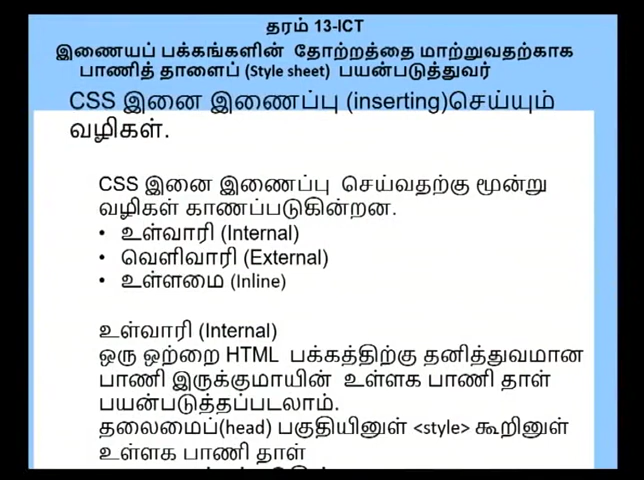 தரம் 13-ICT
இணையப் பக்கங்களின் தோற்றத்தை மாற்றுவதற்காக
பாணித் தாளைப் (Style sheet) பயன்படுத்துவர்
CSS இனை இணைப்பு (inserting)செய்யும்
வழிகள்.
CSS இனை இணைப்பு செய்வதற்கு மூன்று
வழிகள் காணப்படுகின்றன.
• உள்வாரி (Internal)
• வெளிவாரி (External)
• உள்ளமை (Inline)
உள்வாரி (Internal)
ஒரு ஒற்றை HTML பக்கத்திற்கு தனித்துவமான
பாணி இருக்குமாயின் உள்ளக பாணி தாள்
பயன்படுத்தப்படலாம்.
தலைமைப்(head) பகுதியினுள் <style> கூறினுள்
உள்ளக பாணி தாள்